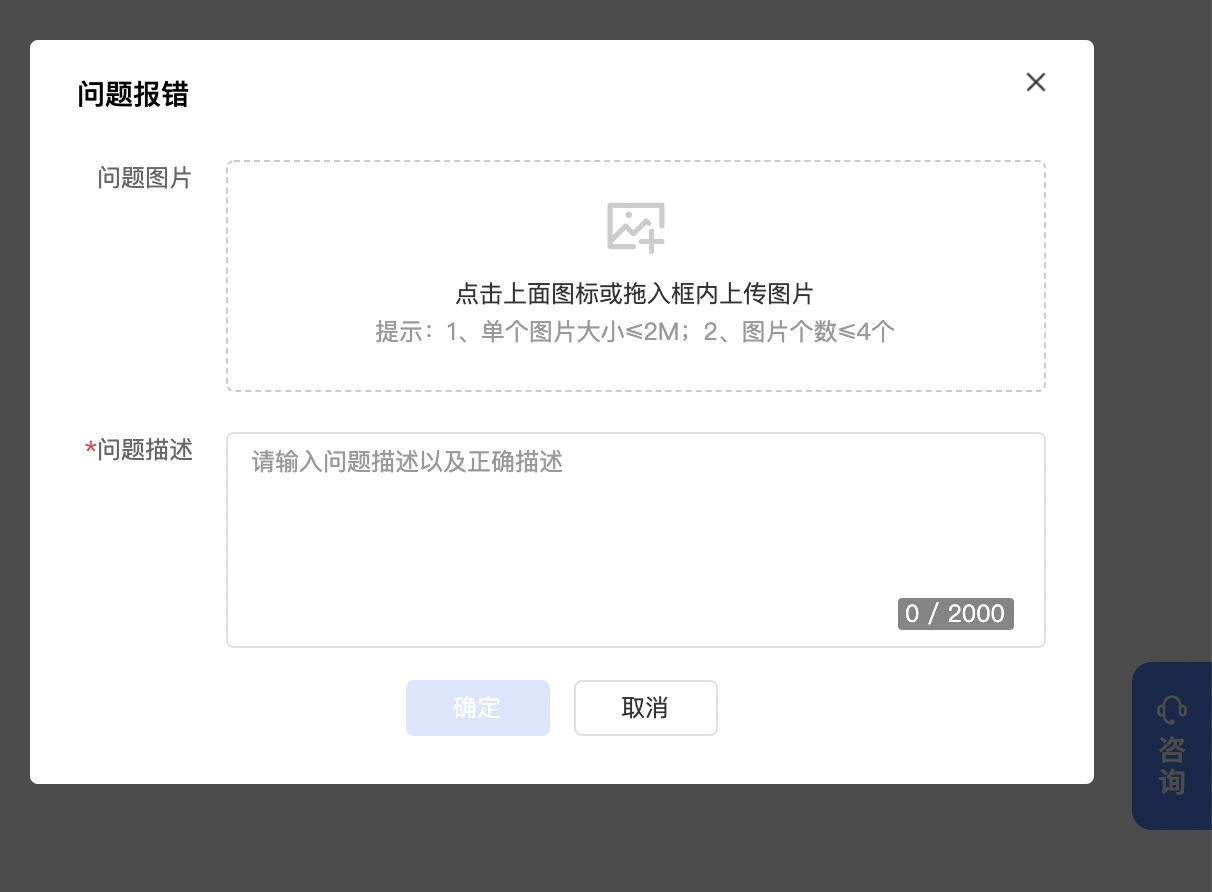 问题报错
问题图片
点击上面图标或拖入框内上传图片
提示：1、单个图片大小≤2M；2、图片个数≤4个
*问题描述
请输入问题描述以及正确描述
0 / 2000
确定
取消
咨
询